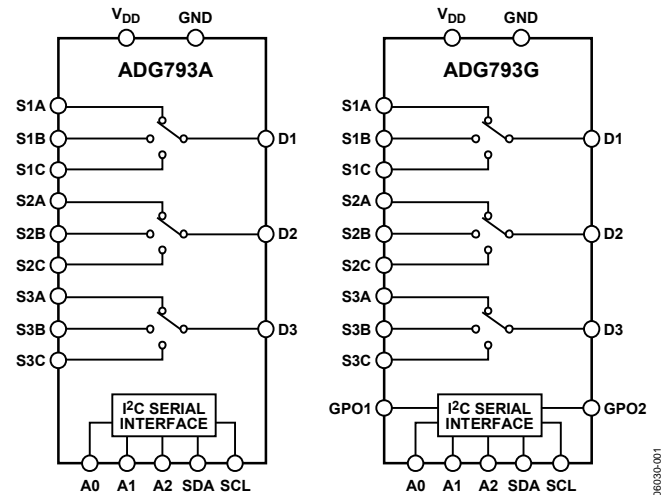 VDD GND
ADG793A
S1A
S1B
S1C
S2A
S2B
S2C
S3A
S3B
S3C
D1
D2
D3
I2C SERIAL
INTERFACE
A0 A1 A2 SDA SCL
VDD GND
ADG793G
S1A
S1B
S1C
S2A
S2B
S2C
S3A
S3B
S3C
D1
D2
D3
GPO1
I2C SERIAL
INTERFACE
GPO2
A0 A1 A2 SDA SCL
06030-001